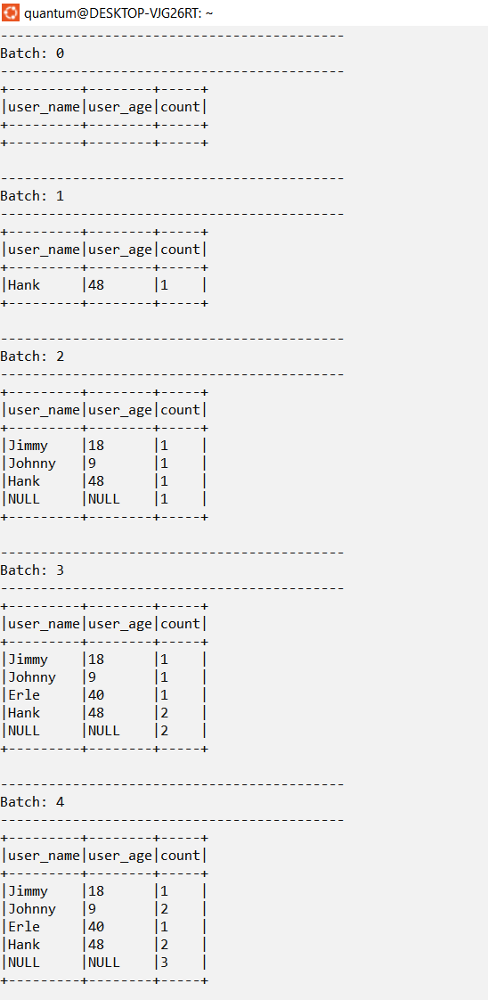 quantum@DESKTOP-VJG26RT: ~
-------------------------------------------
Batch: 0
-------------------------------------------
+---------+--------+-----+
|user_name|user_age|count|
+---------+--------+-----+
+---------+--------+-----+
-------------------------------------------
Batch: 1
-------------------------------------------
+---------+--------+-----+
|user_name|user_age|count|
+---------+--------+-----+
|Hank     |48      |1    |
+---------+--------+-----+
-------------------------------------------
Batch: 2
-------------------------------------------
+---------+--------+-----+
|user_name|user_age|count|
+---------+--------+-----+
|Jimmy    |18      |1    |
|Johnny   |9       |1    |
|Hank     |48      |1    |
|NULL     |NULL    |1    |
+---------+--------+-----+
-------------------------------------------
Batch: 3
-------------------------------------------
+---------+--------+-----+
|user_name|user_age|count|
+---------+--------+-----+
|Jimmy    |18      |1    |
|Johnny   |9       |1    |
|Erle     |40      |1    |
|Hank     |48      |2    |
|NULL     |NULL    |2    |
+---------+--------+-----+
-------------------------------------------
Batch: 4
-------------------------------------------
+---------+--------+-----+
|user_name|user_age|count|
+---------+--------+-----+
|Jimmy    |18      |1    |
|Johnny   |9       |2    |
|Erle     |40      |1    |
|Hank     |48      |2    |
|NULL     |NULL    |3    |
+---------+--------+-----+